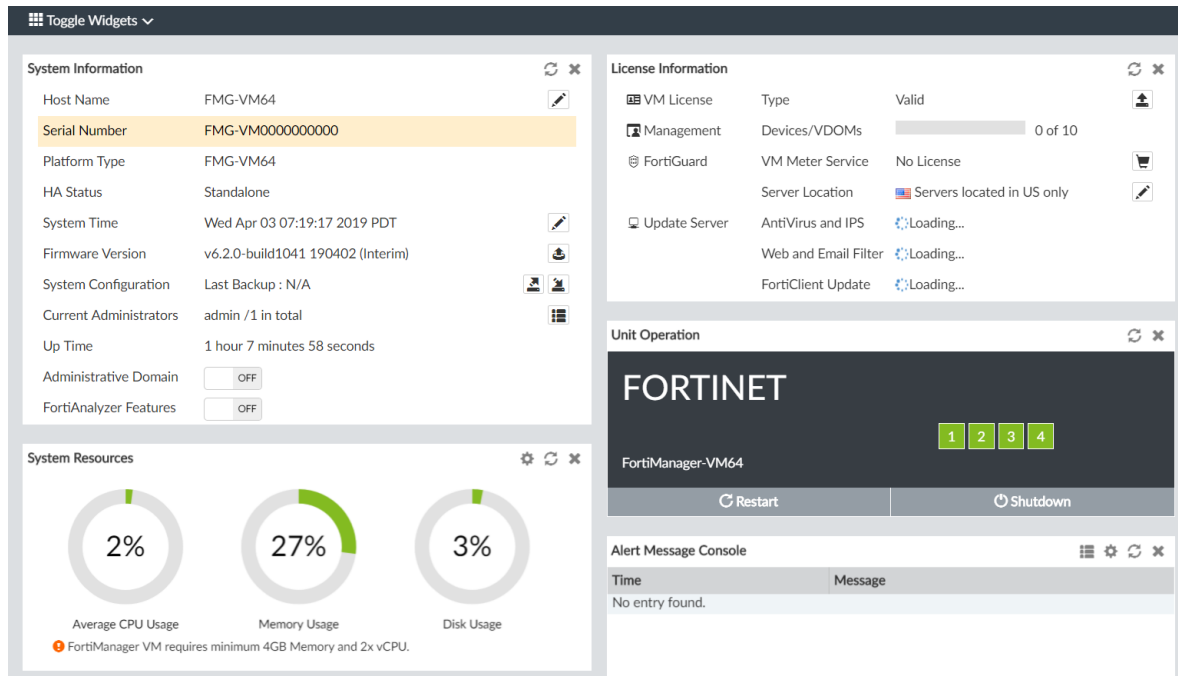 Toggle Widgets
System Information
Host Name FMG-VM64
Serial Number FMG-VM0000000000
Platform Type FMG-VM64
HA Status Standalone
System Time Wed Apr 03 07:19:17 2019 PDT
Firmware Version v6.2.0-build1041 190402 (Interim)
System Configuration Last Backup : N/A
Current Administrators admin /1 in total
Up Time 1 hour 7 minutes 58 seconds
Administrative Domain OFF
FortiAnalyzer Features OFF
System Resources
2% 27% 3%
Average CPU Usage Memory Usage Disk Usage
FortiManager VM requires minimum 4GB Memory and 2x vCPU.
License Information
VM License Type Valid
Management Devices/VDOMs 0 of 10
FortiGuard VM Meter Service No License
Server Location Servers located in US only
Update Server AntiVirus and IPS Loading...
Web and Email Filter Loading...
FortiClient Update Loading...
Unit Operation
FORTINET
1 2 3 4
FortiManager-VM64
Restart Shutdown
Alert Message Console
Time Message
No entry found.